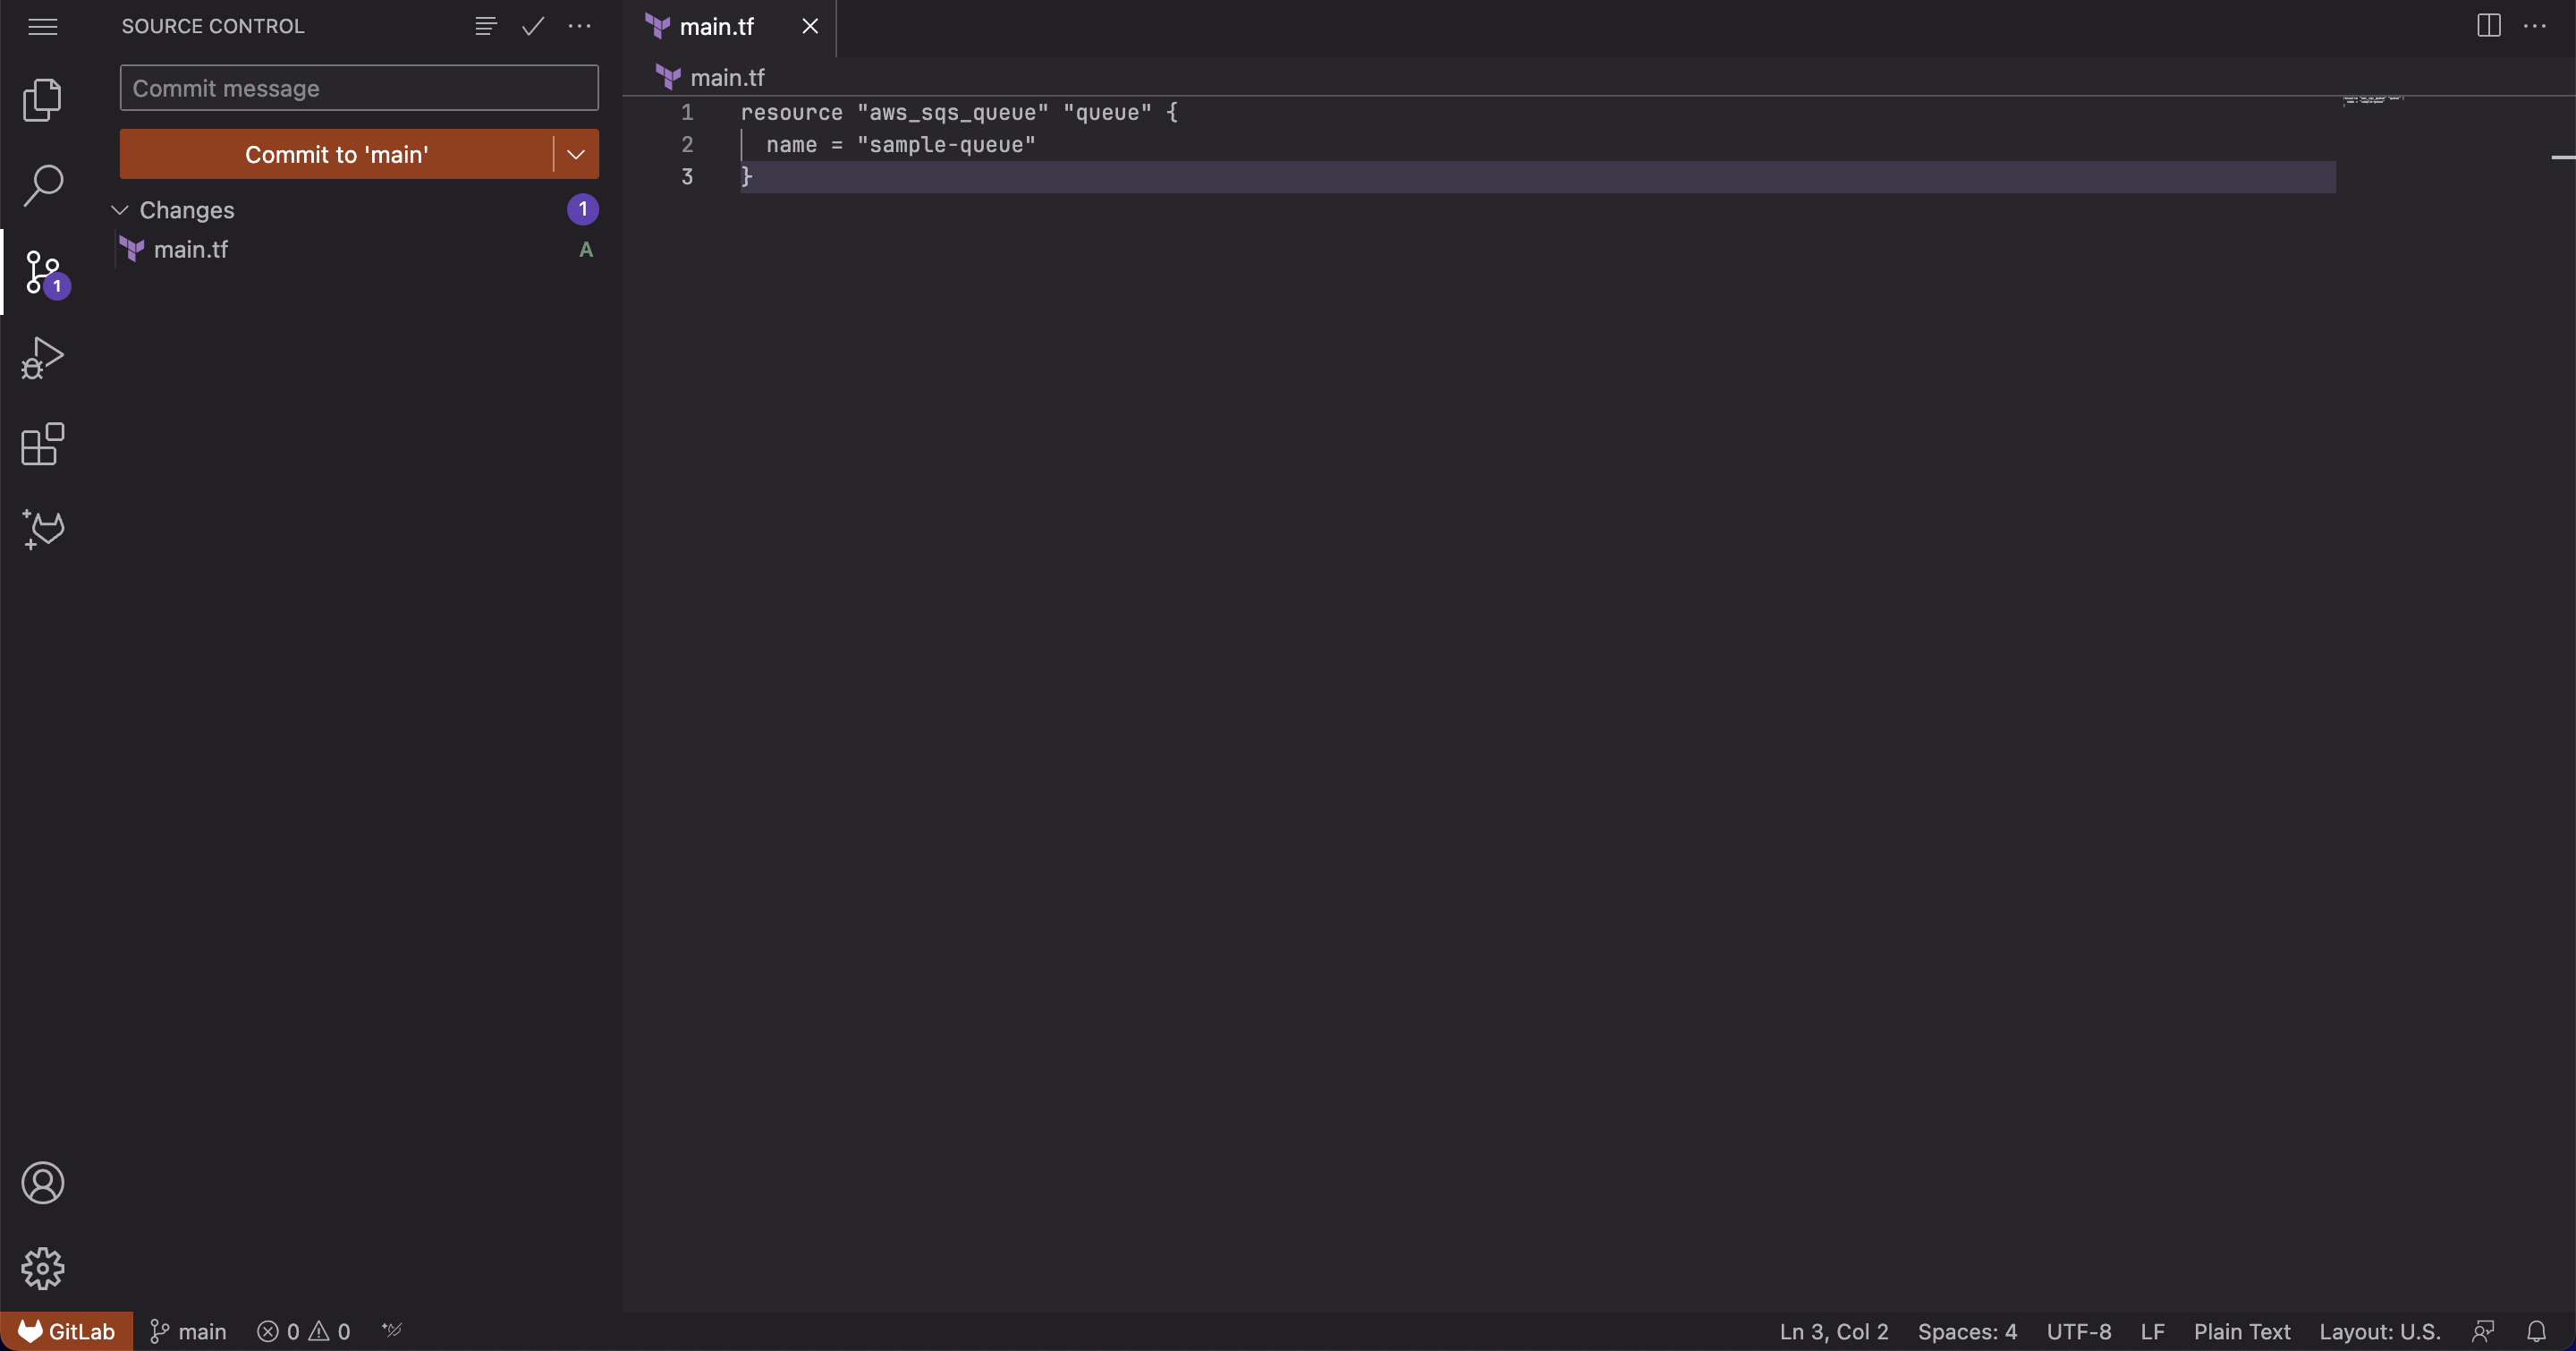 SOURCE CONTROL
Commit message
Commit to 'main'
Changes 1
main.tf A
1
main.tf
main.tf
1 resource "aws_sqs_queue" "queue" {
2 name = "sample-queue"
3 }
GitLab main 0 0 Ln 3, Col 2 Spaces: 4 UTF-8 LF Plain Text Layout: U.S.